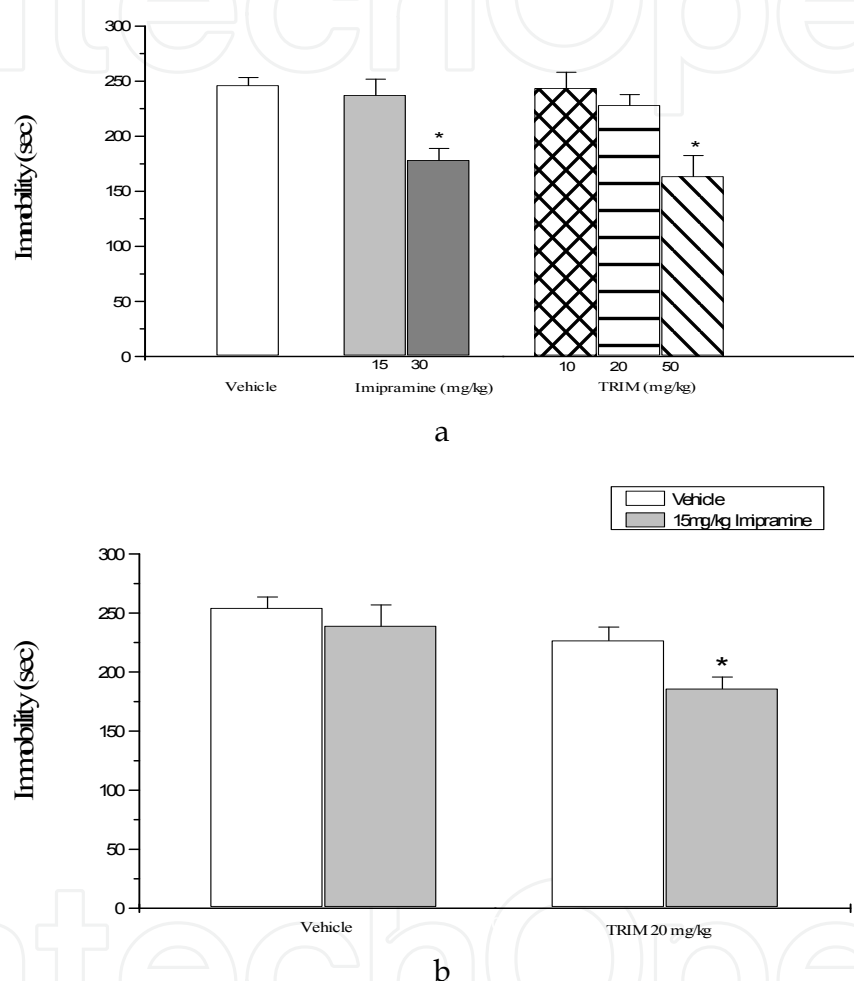 300
250
200
150
100
50
0
Immobility (sec)
*
*
15 30
10 20 50
Vehicle
Imipramine (mg/kg)
TRIM (mg/kg)
a
Vehicle
15mg/kg Imipramine
300
250
200
150
100
50
0
Immobility (sec)
*
Vehicle
TRIM 20 mg/kg
b